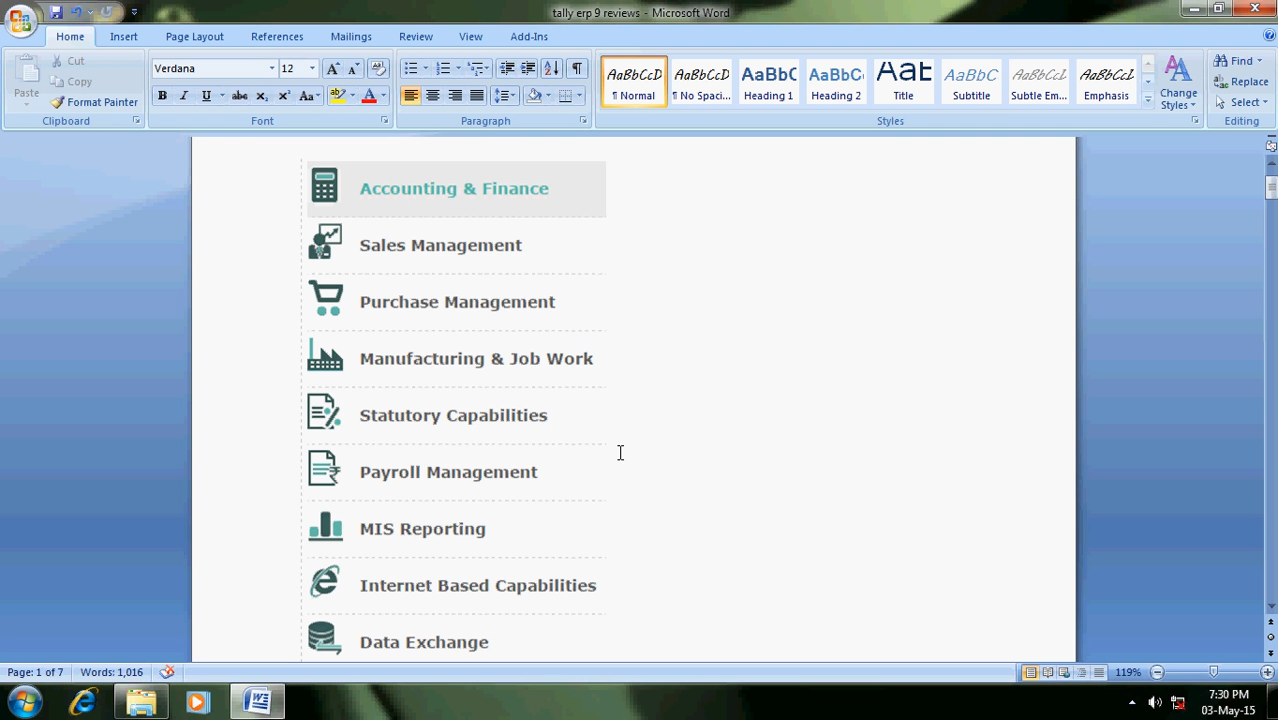 tally erp 9 reviews - Microsoft Word
Home Insert Page Layout References Mailings Review View Add-Ins
Paste
Cut
Copy
Format Painter
Clipboard
Verdana 12
Font
Paragraph
AaBbCcD AaBbCcD AaBbC AaBbC AaB AaBbC AaBbCcD AaBbCcD
¶ Normal ¶ No Spaci... Heading 1 Heading 2 Title Subtitle Subtle Em... Emphasis
Change Styles
Styles
Find
Replace
Select
Editing
Accounting & Finance
Sales Management
Purchase Management
Manufacturing & Job Work
Statutory Capabilities
Payroll Management
MIS Reporting
Internet Based Capabilities
Data Exchange
Page: 1 of 7 Words: 1,016 119%
7:30 PM
03-May-15